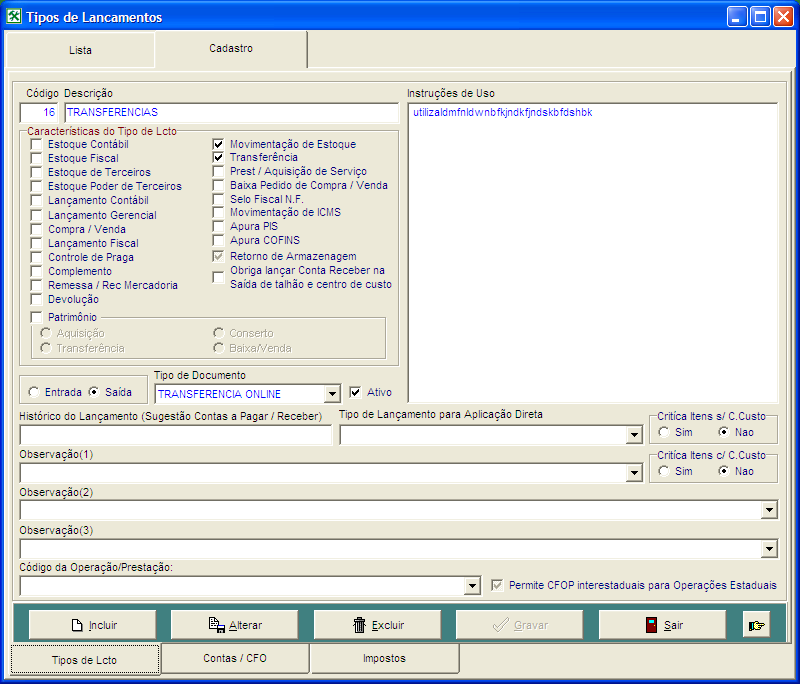 Tipos de Lancamentos
Lista
Cadastro
Código Descrição
16 TRANSFERENCIAS
Instruções de Uso
utilizaldmfnldwnbfkjndkfjndskbfdshbk
Características do Tipo de Lcto
Estoque Contábil
Estoque Fiscal
Estoque de Terceiros
Estoque Poder de Terceiros
Lançamento Contábil
Lançamento Gerencial
Compra / Venda
Lançamento Fiscal
Controle de Praga
Complemento
Remessa / Rec Mercadoria
Devolução
Movimentação de Estoque
Transferência
Prest / Aquisição de Serviço
Baixa Pedido de Compra / Venda
Selo Fiscal N.F.
Movimentação de ICMS
Apura PIS
Apura COFINS
Retorno de Armazenagem
Obriga lançar Conta Receber na
Saída de talhão e centro de custo
Patrimônio
Aquisição
Conserto
Transferência
Baixa/Venda
Entrada Saída
Tipo de Documento
TRANSFERENCIA ONLINE
Ativo
Histórico do Lançamento (Sugestão Contas a Pagar / Receber)
Tipo de Lançamento para Aplicação Direta
Critíca Itens s/ C.Custo
Sim Nao
Observação(1)
Critíca Itens c/ C.Custo
Sim Nao
Observação(2)
Observação(3)
Código da Operação/Prestação:
Permite CFOP interestaduais para Operações Estaduais
Incluir
Alterar
Excluir
Gravar
Sair
Tipos de Lcto
Contas / CFO
Impostos